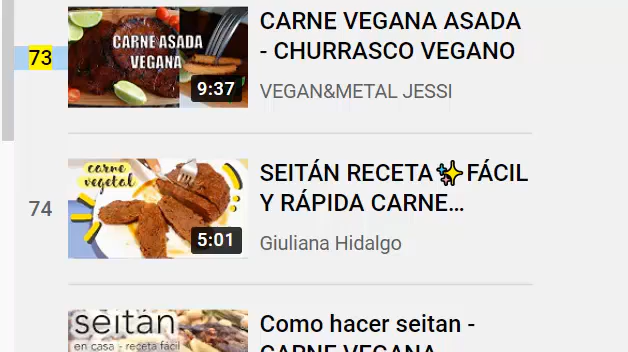 73
CARNE ASADA
VEGANA
9:37
CARNE VEGANA ASADA
- CHURRASCO VEGANO
VEGAN&METAL JESSI
74
carne
vegetal
5:01
SEITÁN RECETA✨FÁCIL
Y RÁPIDA CARNE...
Giuliana Hidalgo
seitan
en casa - receta fácil
Como hacer seitan -
CARNE VEGANA